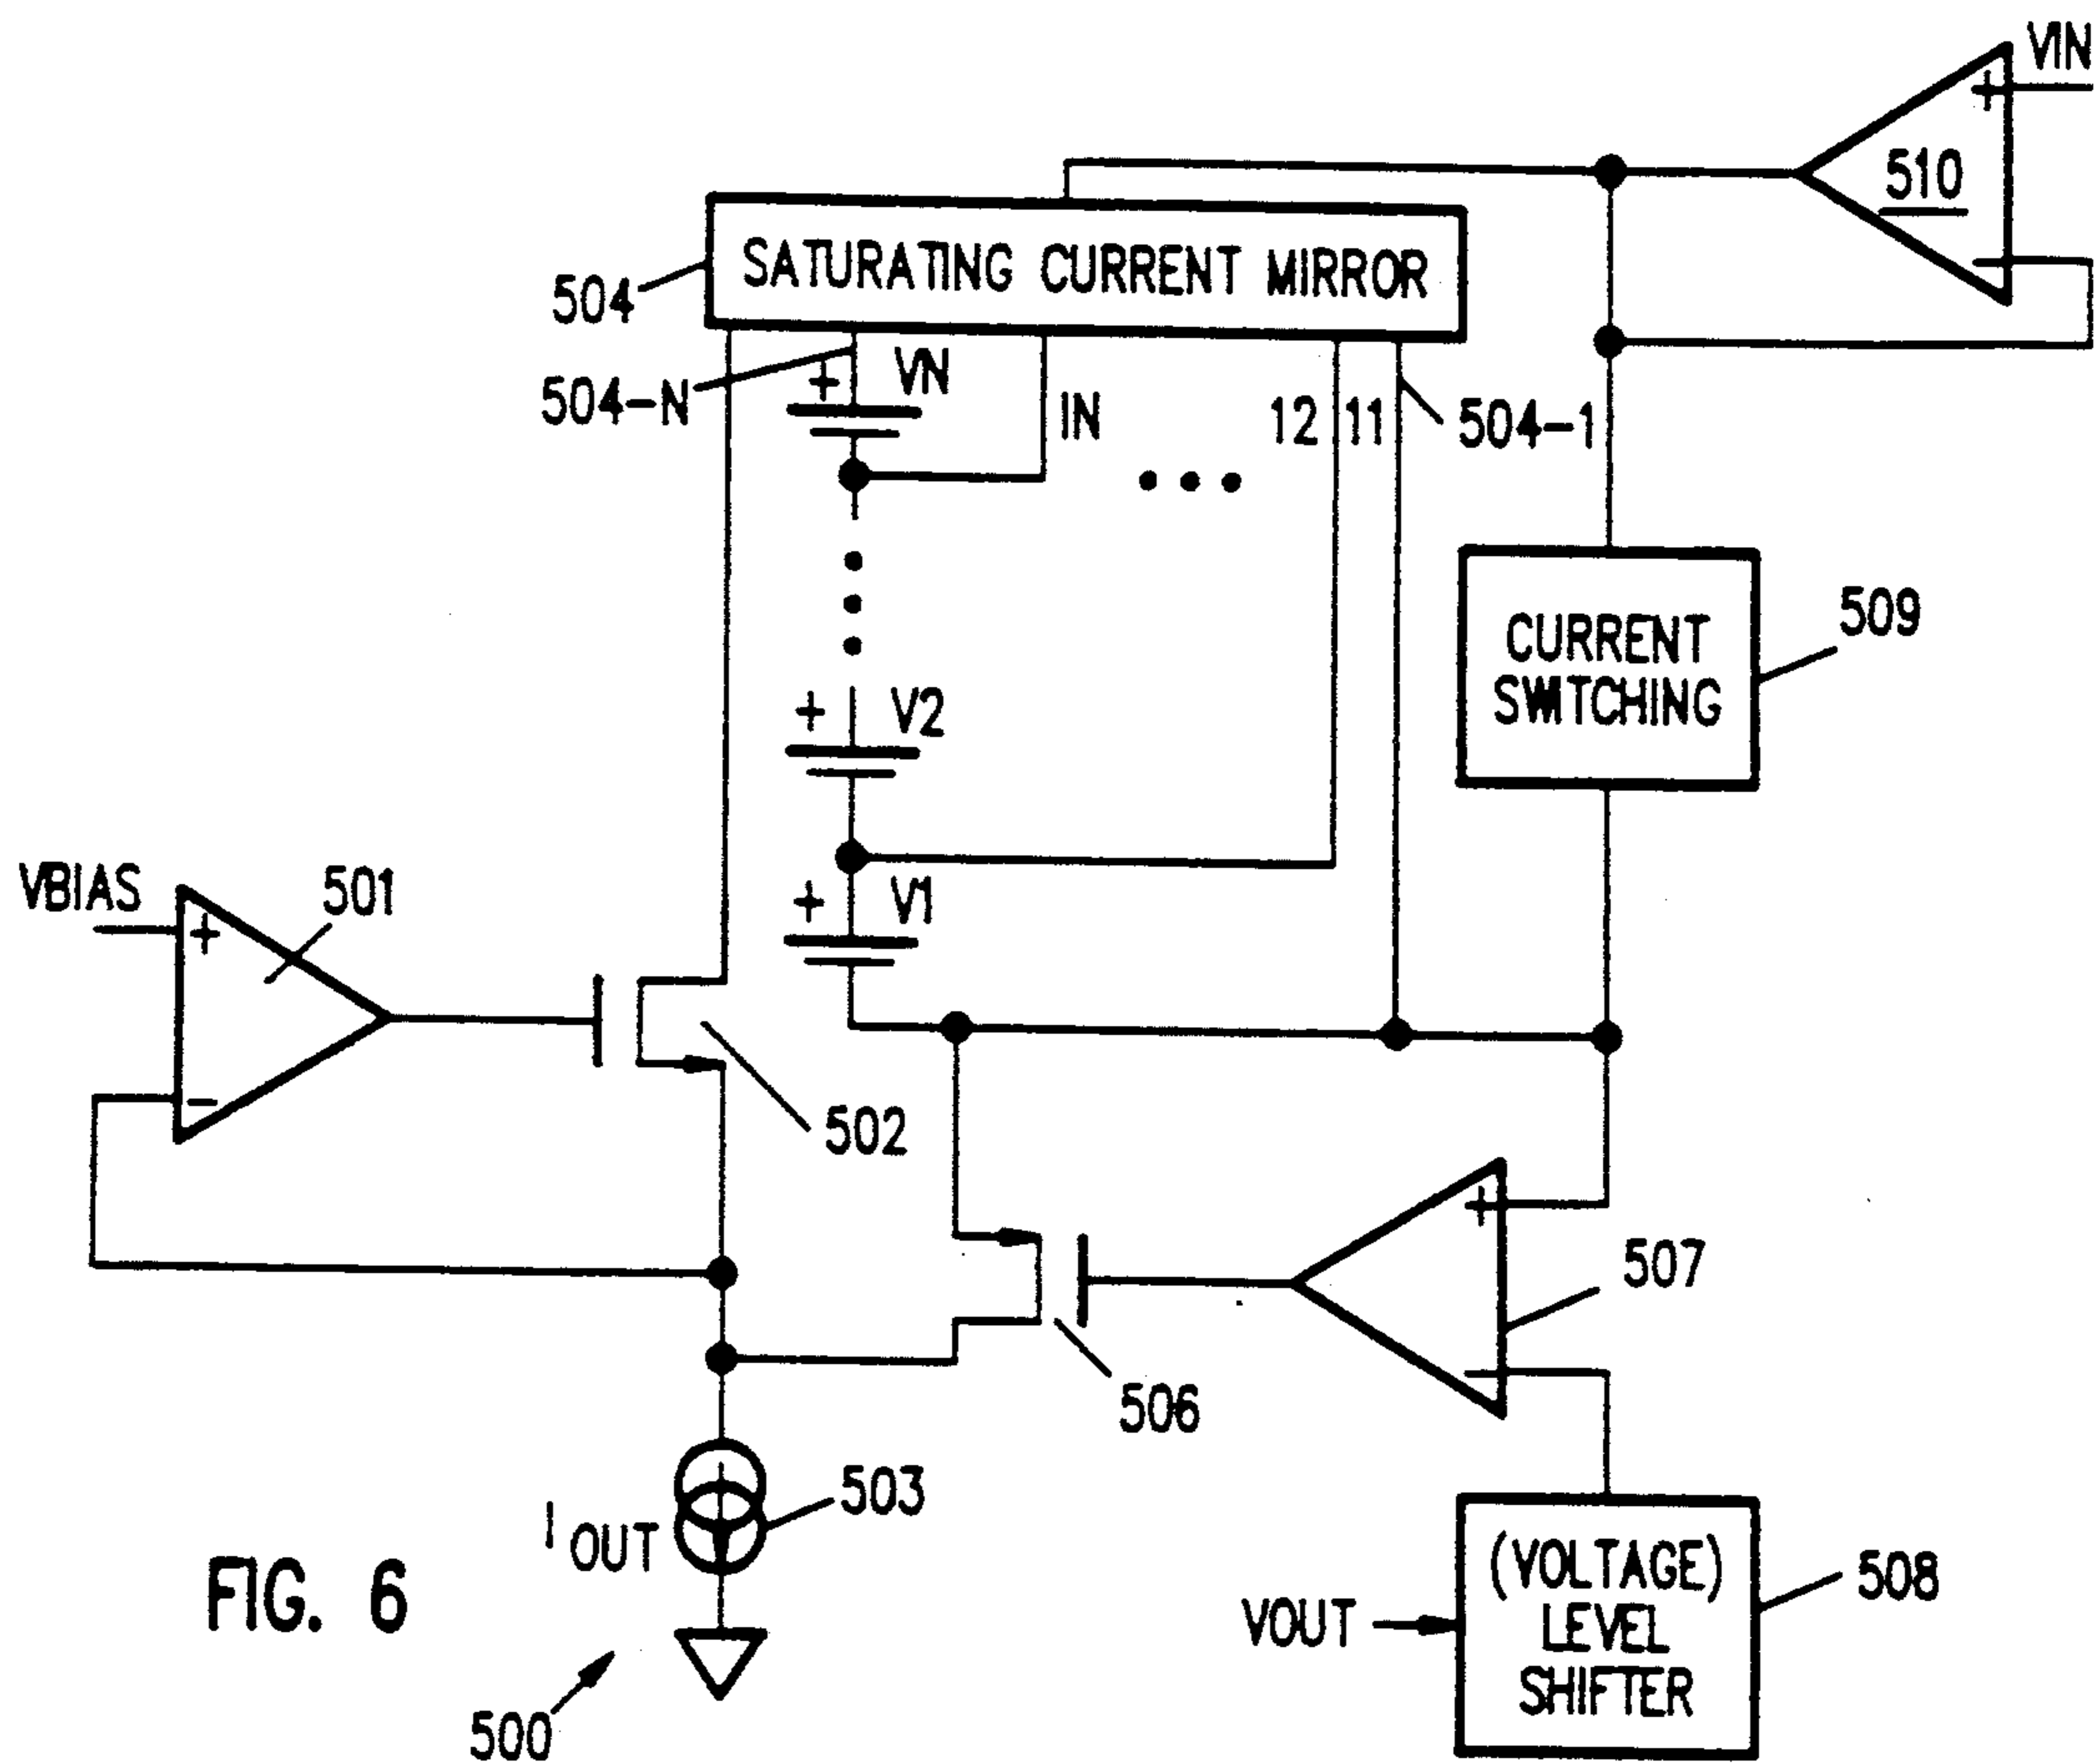 VIN
+
510
−
SATURATING CURRENT MIRROR
504
504-N
+ VN
IN
12 11
504-1
• • •
CURRENT
SWITCHING
509
+ V2
+ V1
VBIAS
+
501
−
502
+
507
−
506
503
I OUT
(VOLTAGE)
LEVEL
SHIFTER
508
VOUT
FIG. 6
500